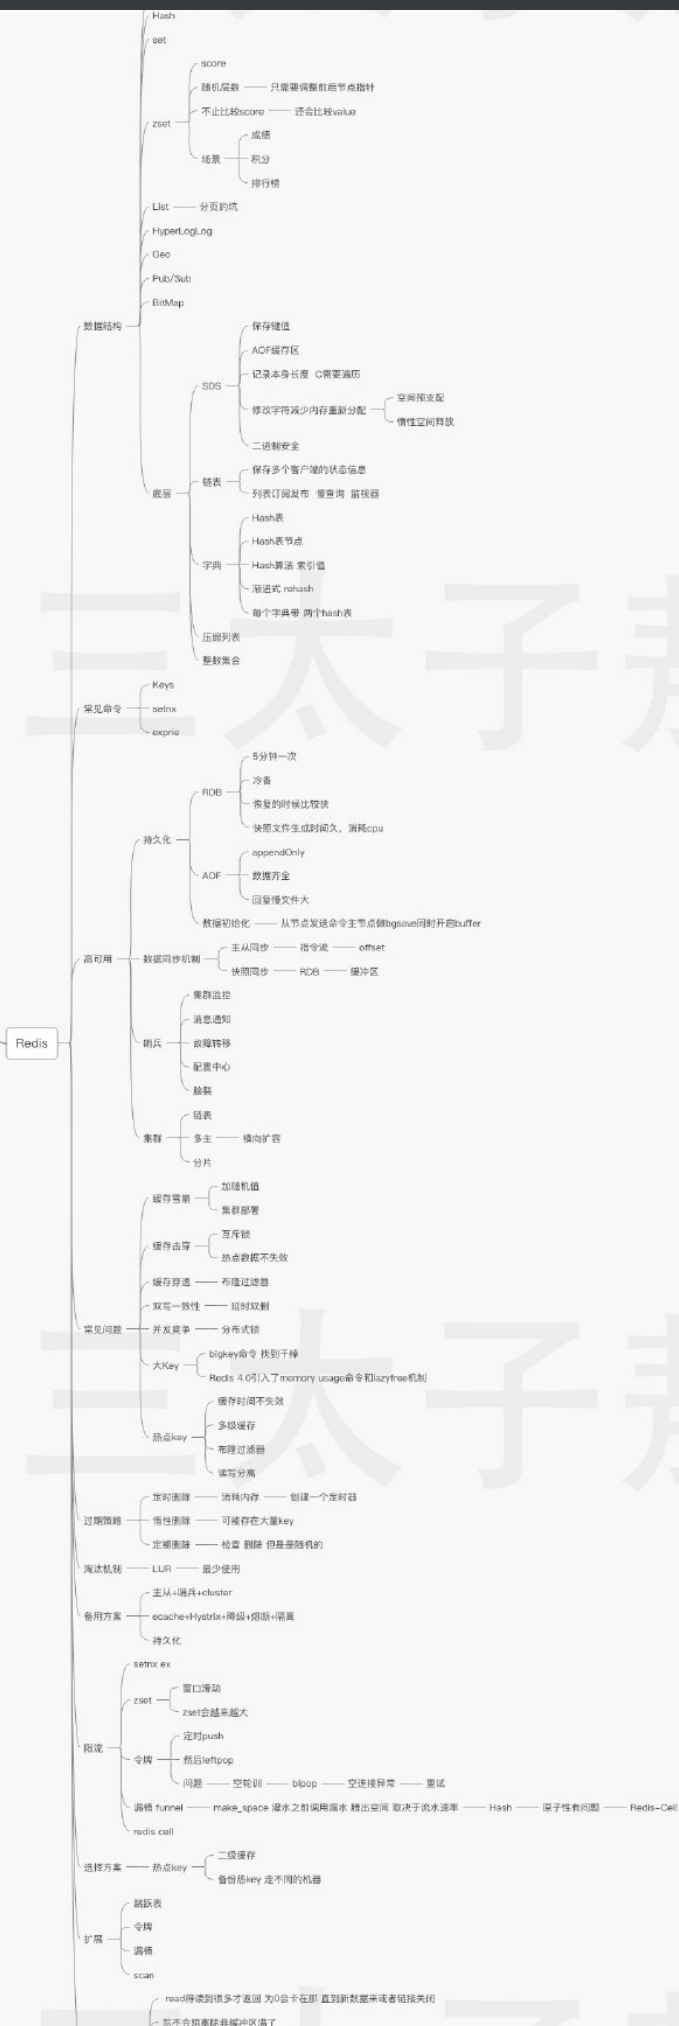 Hash
set
zset
score
随机层数 只需要调整前后节点指针
不止比较score 还会比较value
场景
成绩
积分
排行榜
List 分页的坑
HyperLogLog
Geo
Pub/Sub
BitMap
数据结构
底层
SDS
保存键值
AOF缓存区
记录本身长度 C需要遍历
修改字符减少内存重新分配
空间预支配
惰性空间释放
二进制安全
链表
保存多个客户端的状态信息
列表订阅发布 慢查询 监视器
字典
Hash表
Hash表节点
Hash算法 索引值
渐进式 rehash
每个字典带 两个hash表
压缩列表
整数集合
常见命令
Keys
setnx
exprie
Redis
高可用
持久化
RDB
5分钟一次
冷备
恢复的时候比较快
快照文件生成时间久，消耗cpu
AOF
appendOnly
数据齐全
回复慢文件大
数据初始化 从节点发送命令主节点做bgsave同时开启buffer
数据同步机制
主从同步 指令流 offset
快照同步 RDB 缓冲区
哨兵
集群监控
消息通知
故障转移
配置中心
脑裂
集群
链表
多主 横向扩容
分片
常见问题
缓存雪崩
加随机值
集群部署
缓存击穿
互斥锁
热点数据不失效
缓存穿透 布隆过滤器
双写一致性 延时双删
并发竞争 分布式锁
大Key
bigkey命令 找到干掉
Redis 4.0引入了memory usage命令和lazyfree机制
热点key
缓存时间不失效
多级缓存
布隆过滤器
读写分离
过期策略
定时删除 消耗内存 创建一个定时器
惰性删除 可能存在大量key
定期删除 检查 删除 但是是随机的
淘汰机制 LUR 最少使用
备用方案
主从+哨兵+cluster
ecache+Hystrix+降级+熔断+隔离
持久化
限流
setnx ex
zset
窗口滑动
zset会越来越大
令牌
定时push
然后leftpop
问题 空轮训 blpop 空连接异常 重试
漏桶 funnel make_space 灌水之前调用漏水 腾出空间 取决于流水速率 Hash 原子性有问题 Redis-Cell
redis cell
选择方案 热点key
二级缓存
备份热key 走不同的机器
扩展
跳跃表
令牌
漏桶
scan
read得读到很多才返回 为0会卡在那 直到新数据来或者链接关闭
写不会阻塞除非缓冲区满了
三太子
三太子